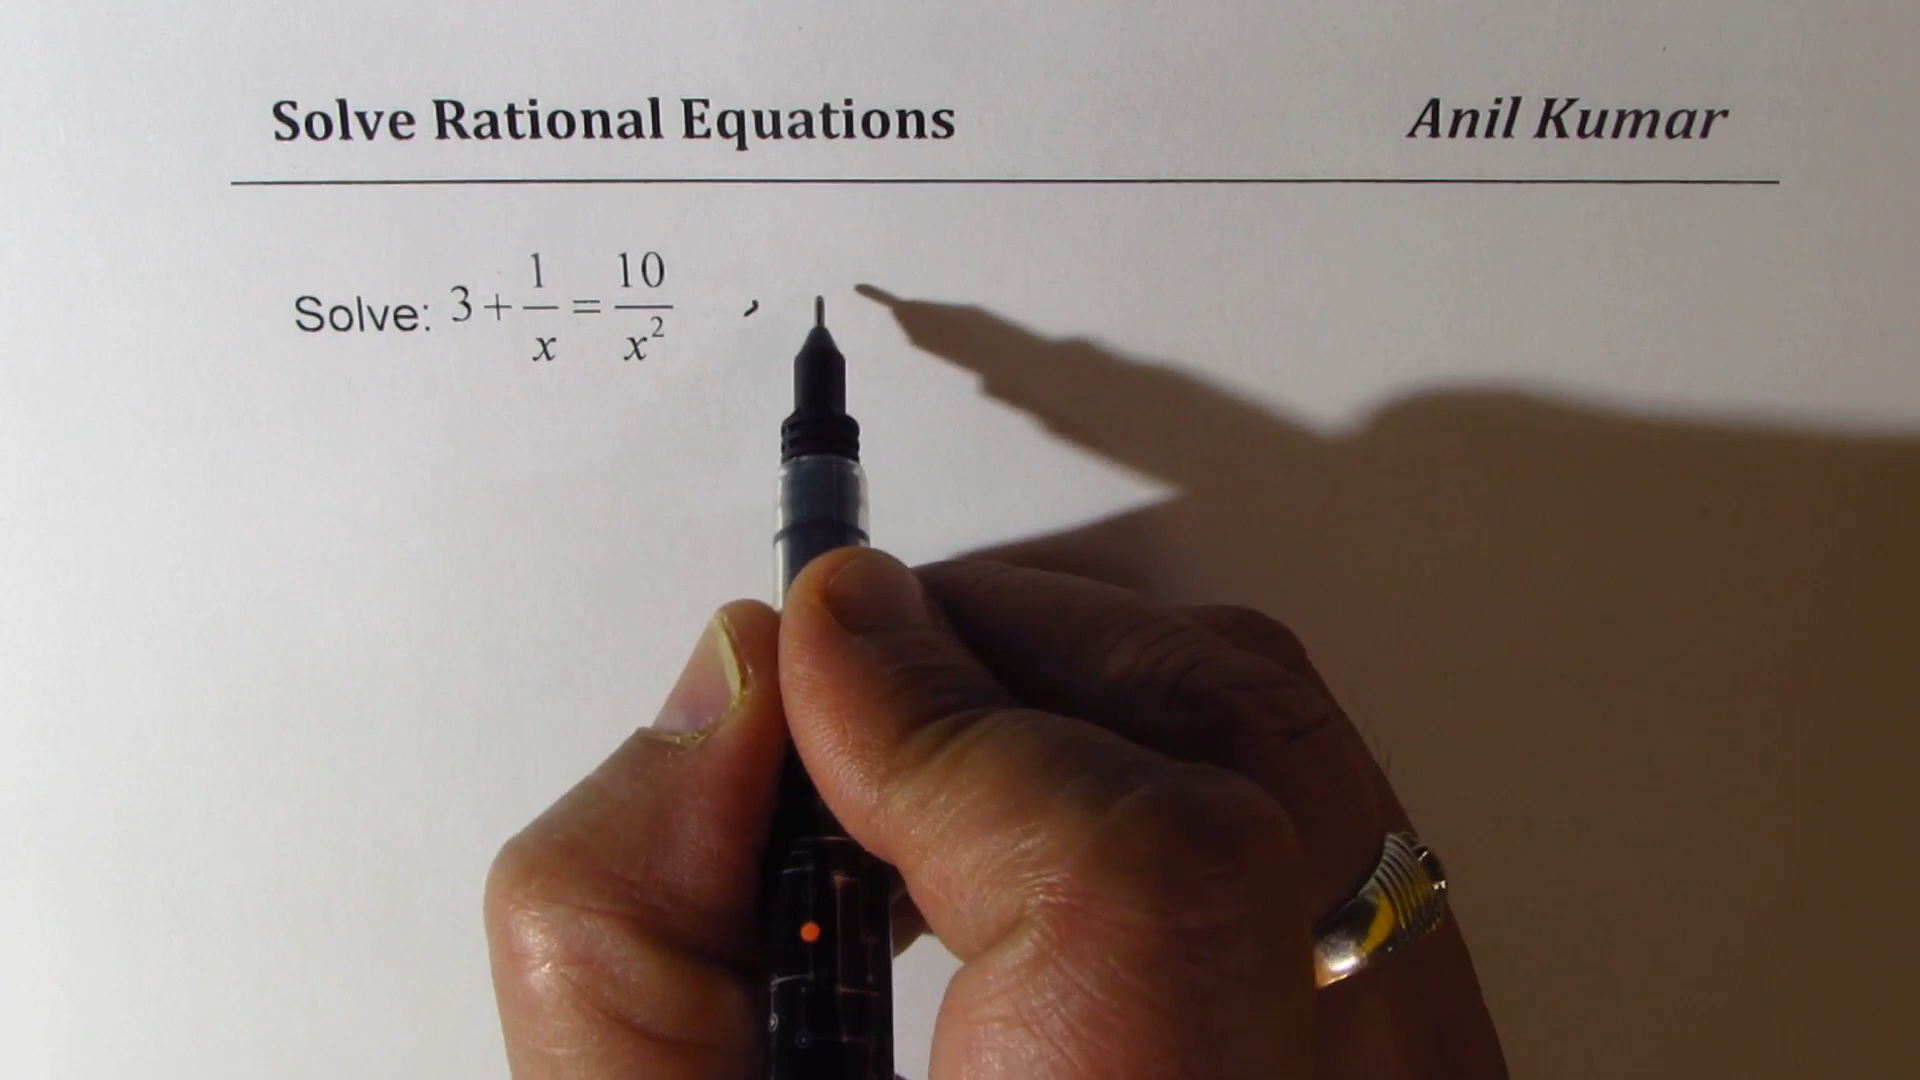 Solve Rational Equations Anil Kumar
Solve: 3 + 1/x = 10/x² ,